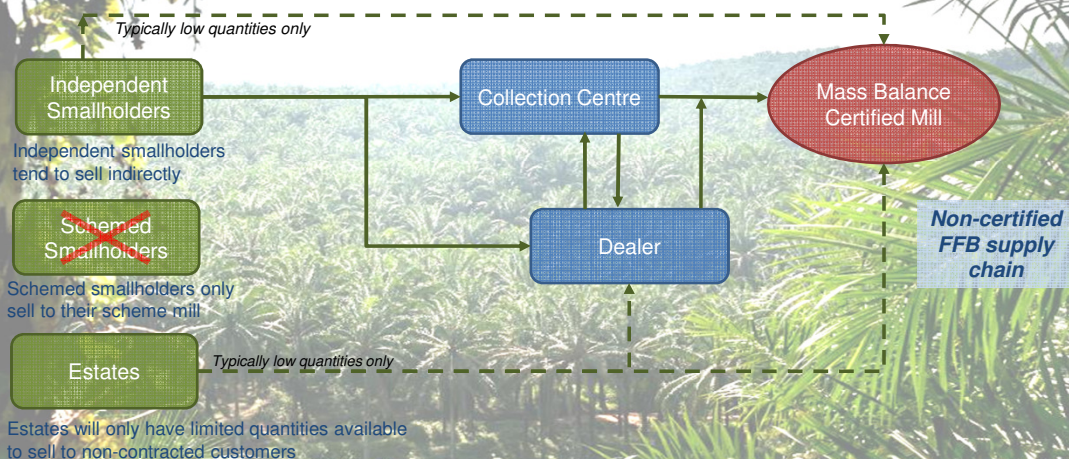 Typically low quantities only
Independent
Smallholders
Collection Centre
Mass Balance
Certified Mill
Independent smallholders
tend to sell indirectly
Schemed
Smallholders
Dealer
Non-certified
FFB supply
chain
Schemed smallholders only
sell to their scheme mill
Estates
Typically low quantities only
Estates will only have limited quantities available
to sell to non-contracted customers